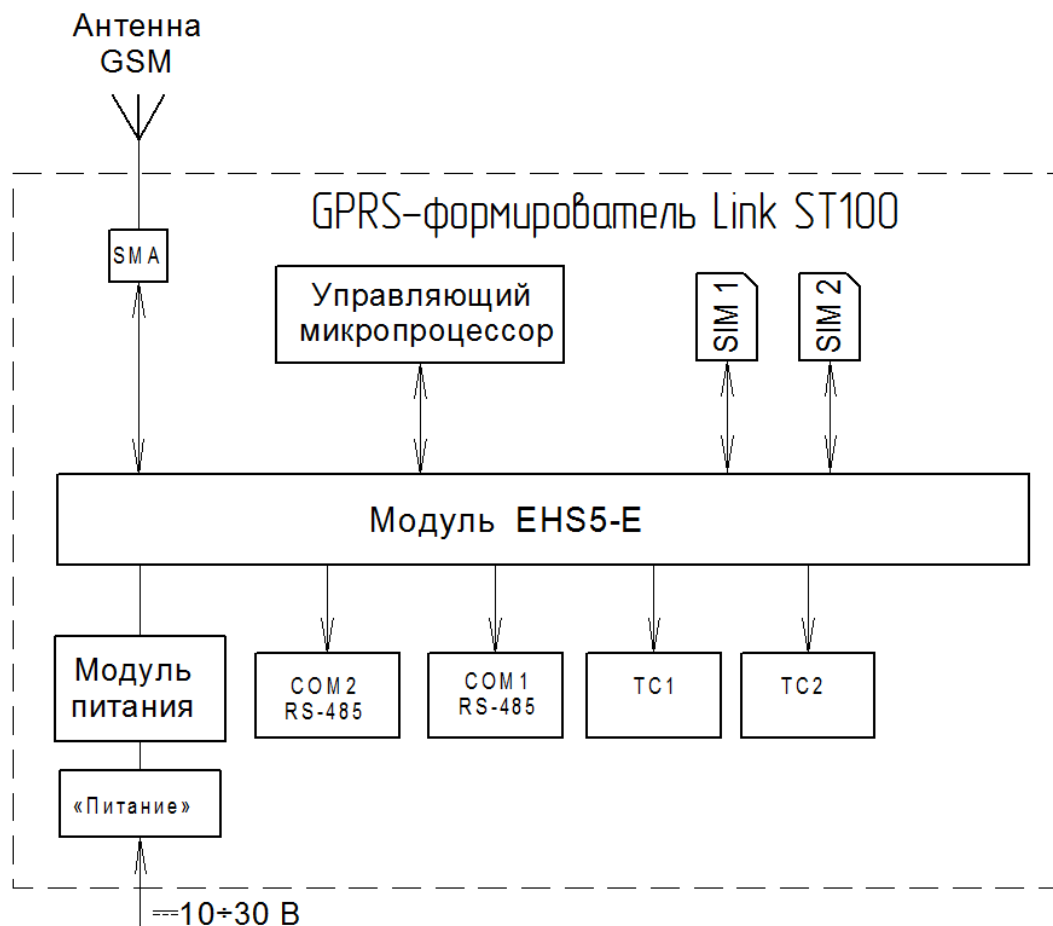 Антенна
GSM
GPRS-формирователь Link ST100
SMA
Управляющий
микропроцессор
SIM 1
SIM 2
Модуль EHS5-E
Модуль
питания
COM2
RS-485
COM1
RS-485
TC1
TC2
«Питание»
⎓10÷30 В